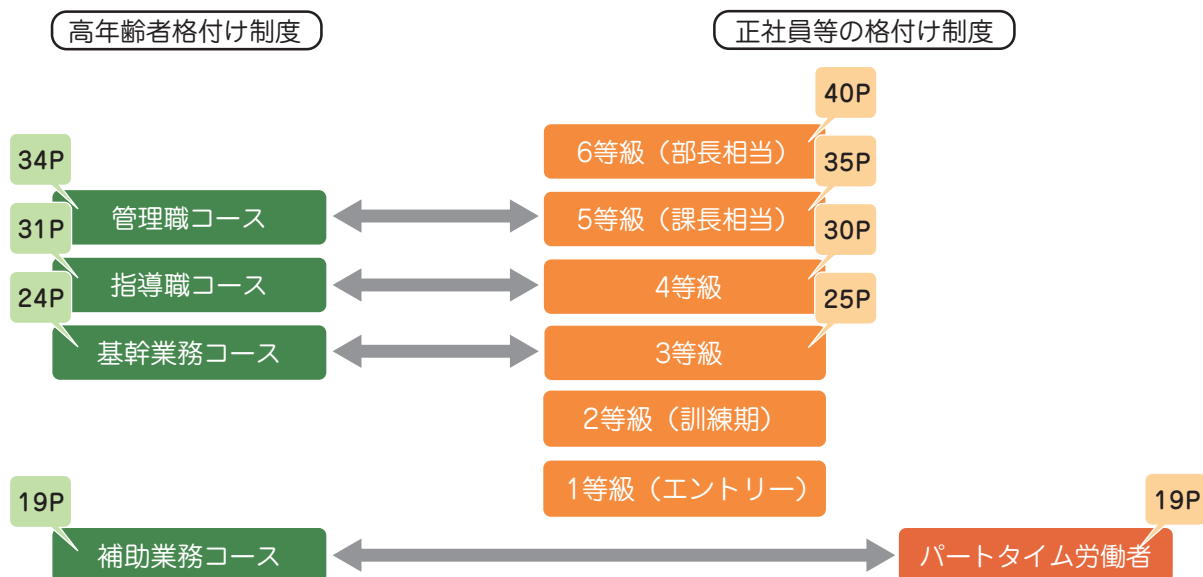 高年齢者格付け制度
正社員等の格付け制度
40P
6等級（部長相当）
34P
35P
管理職コース
5等級（課長相当）
31P
30P
指導職コース
4等級
24P
25P
基幹業務コース
3等級
2等級（訓練期）
1等級（エントリー）
19P
19P
補助業務コース
パートタイム労働者